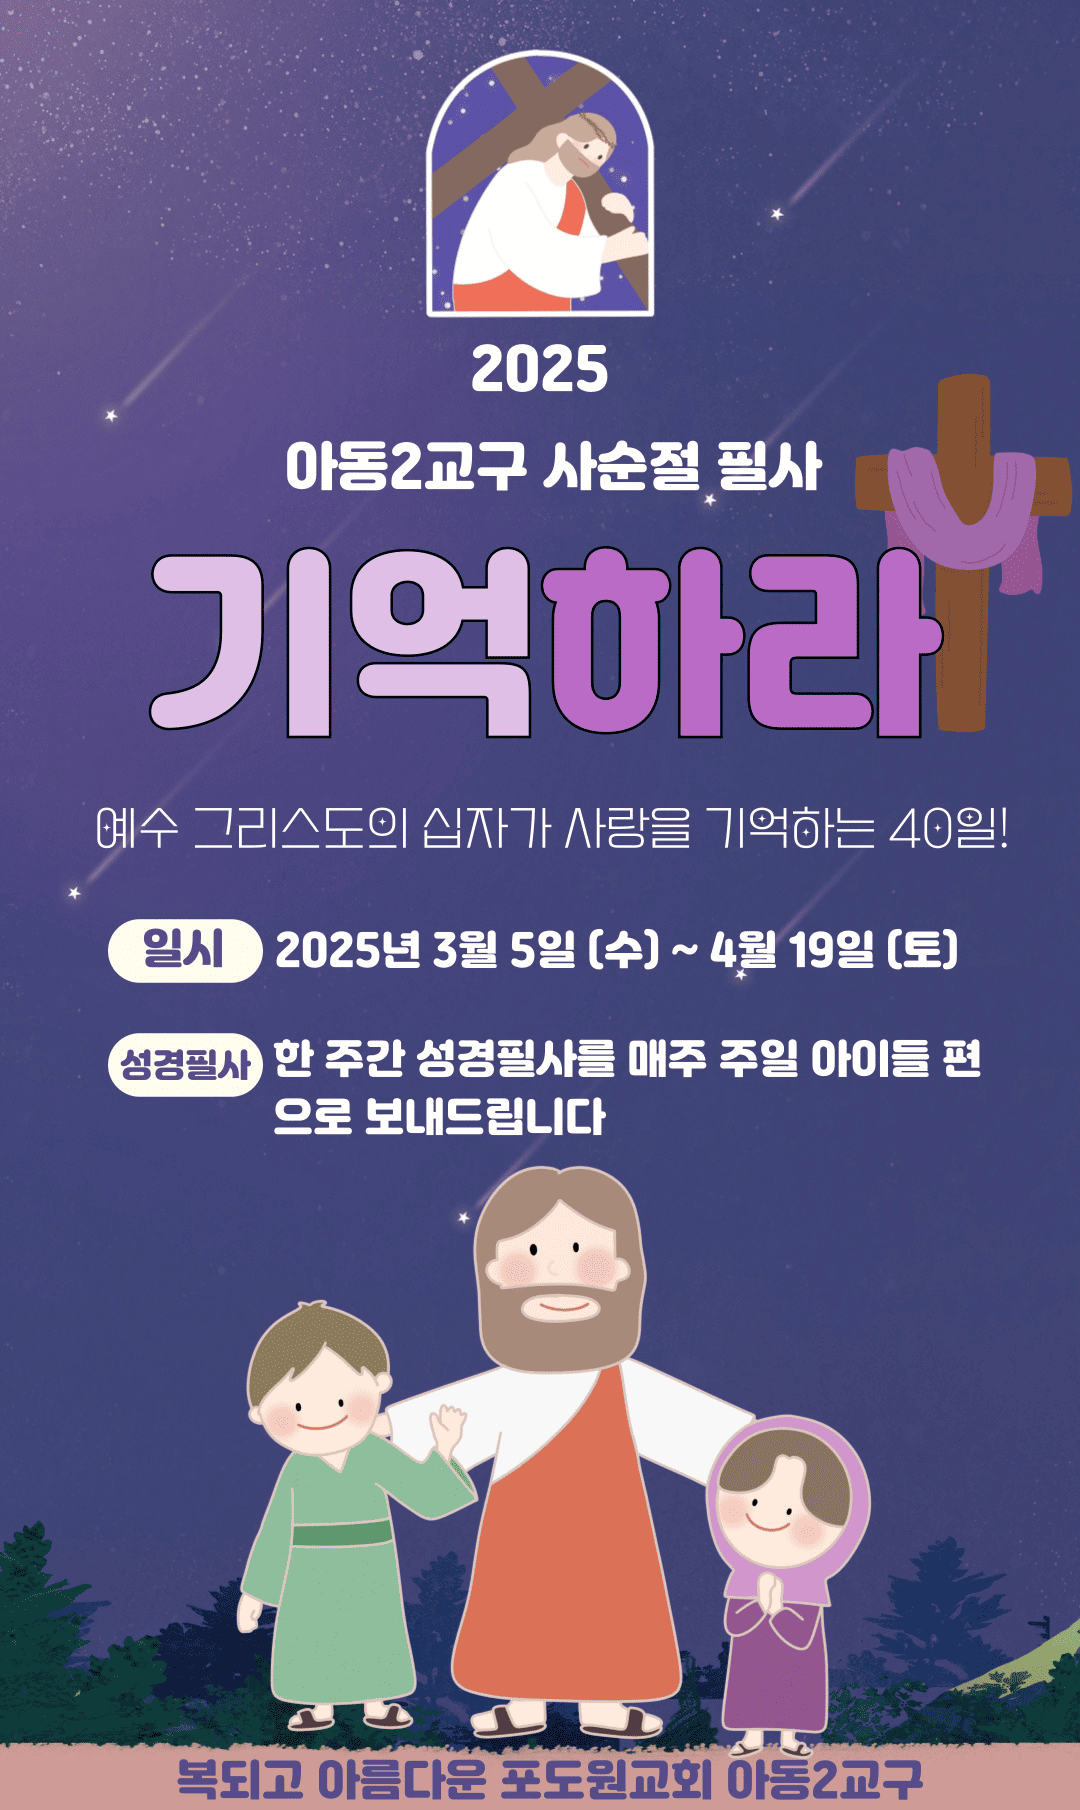 2025
아동2교구 사순절 필사
기억하라
예수 그리스도의 십자가 사랑을 기억하는 40일!
일시 2025년 3월 5일 (수) ~ 4월 19일 (토)
성경필사 한 주간 성경필사를 매주 주일 아이들 편
으로 보내드립니다
복되고 아름다운 포도원교회 아동2교구